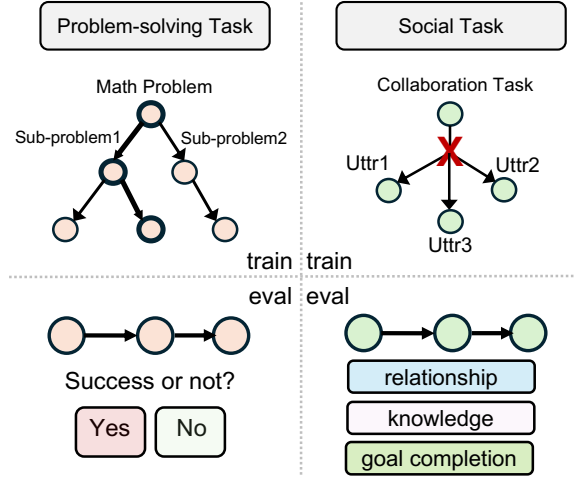 Problem-solving Task
Social Task
Math Problem
Sub-problem1
Sub-problem2
Collaboration Task
X
Uttr1
Uttr2
Uttr3
train
train
eval
eval
Success or not?
Yes
No
relationship
knowledge
goal completion